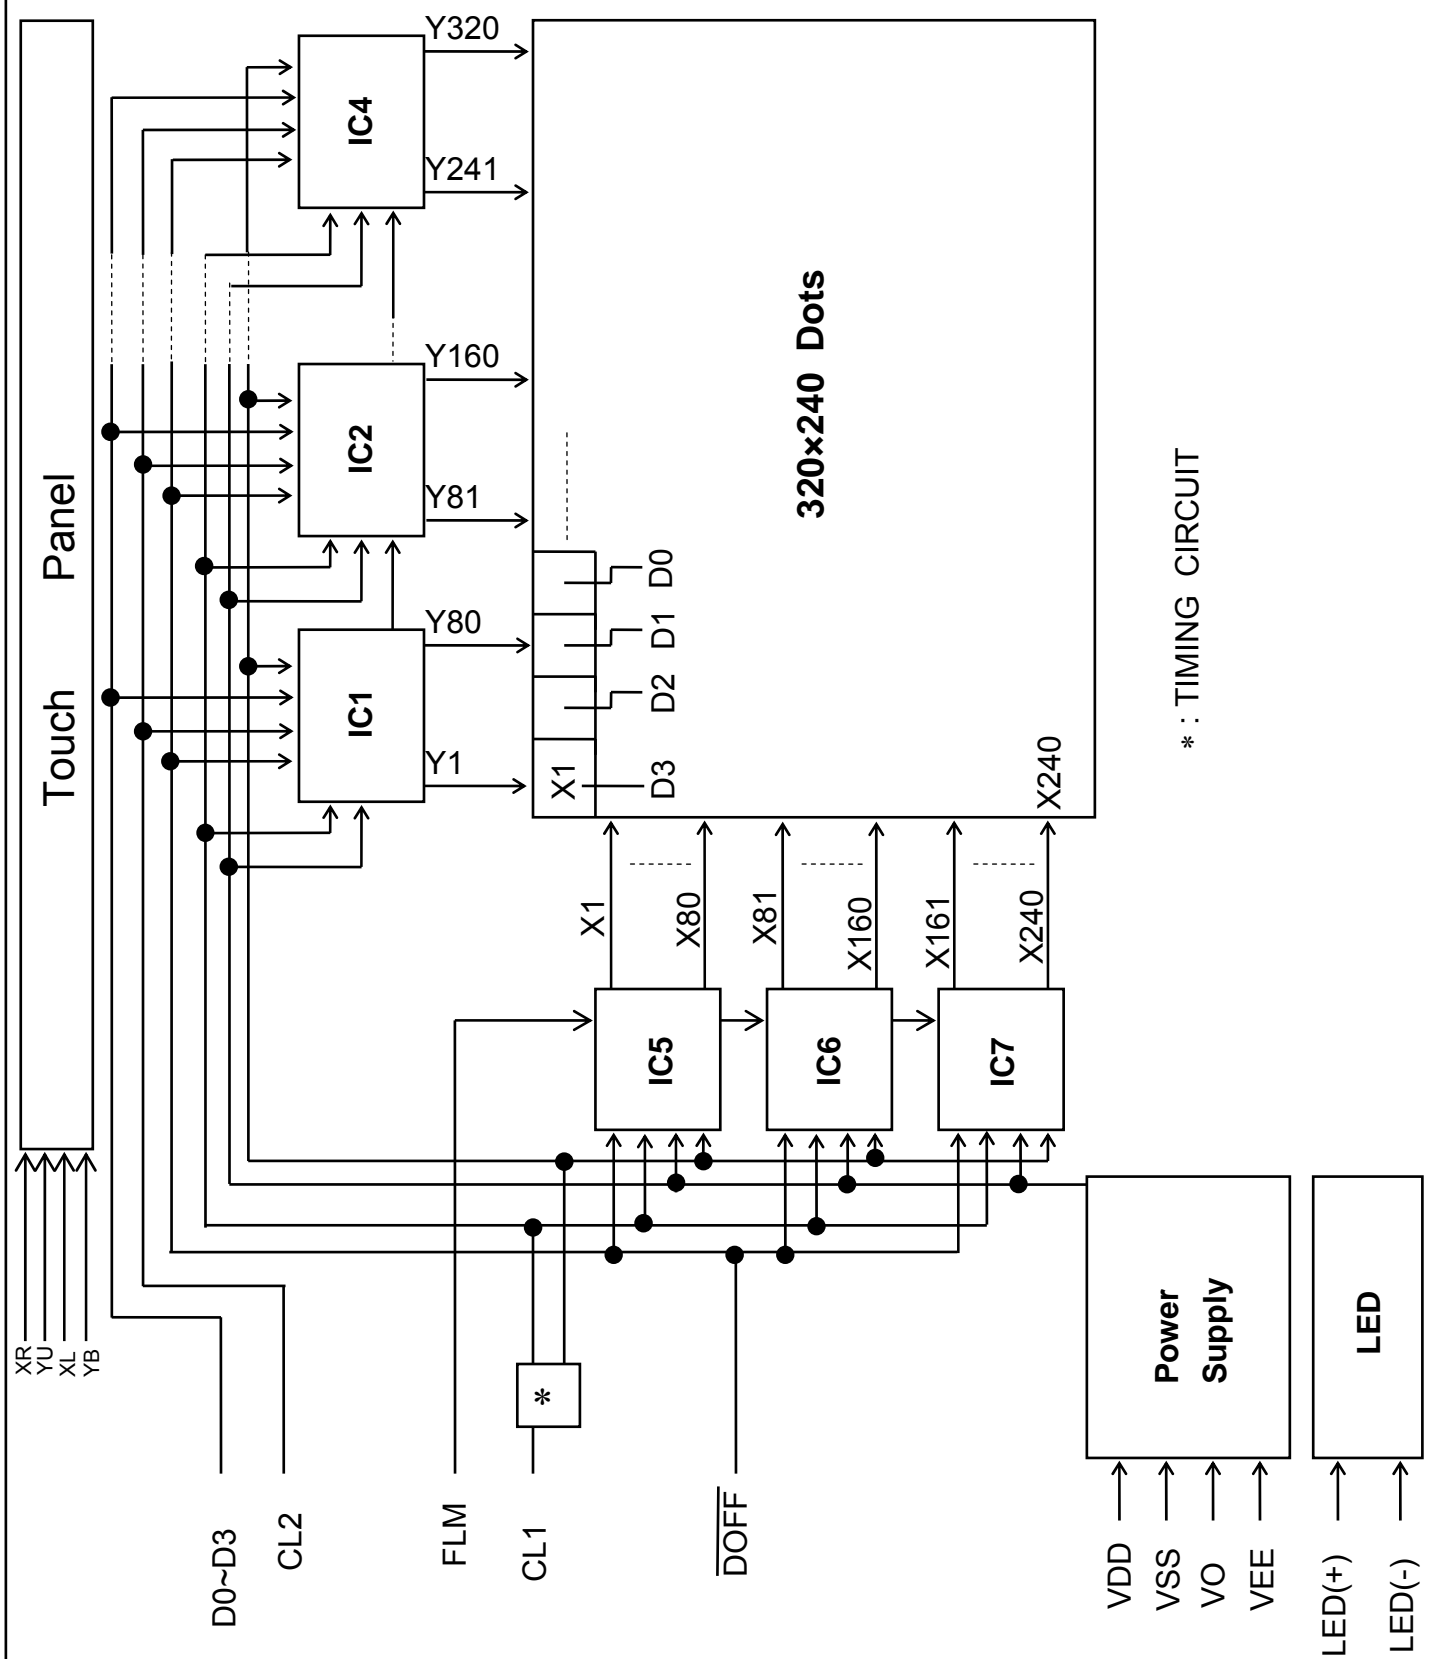 Touch Panel
XR
YU
XL
YB
D0~D3
CL2
FLM
CL1
DOFF
*
IC1
IC2
IC4
Y1
Y80
Y81
Y160
Y241
Y320
X1
D3
D2
D1
D0
320×240 Dots
X240
X1
X80
X81
X160
X161
X240
IC5
IC6
IC7
* : TIMING CIRCUIT
Power
Supply
VDD
VSS
VO
VEE
LED
LED(+)
LED(-)